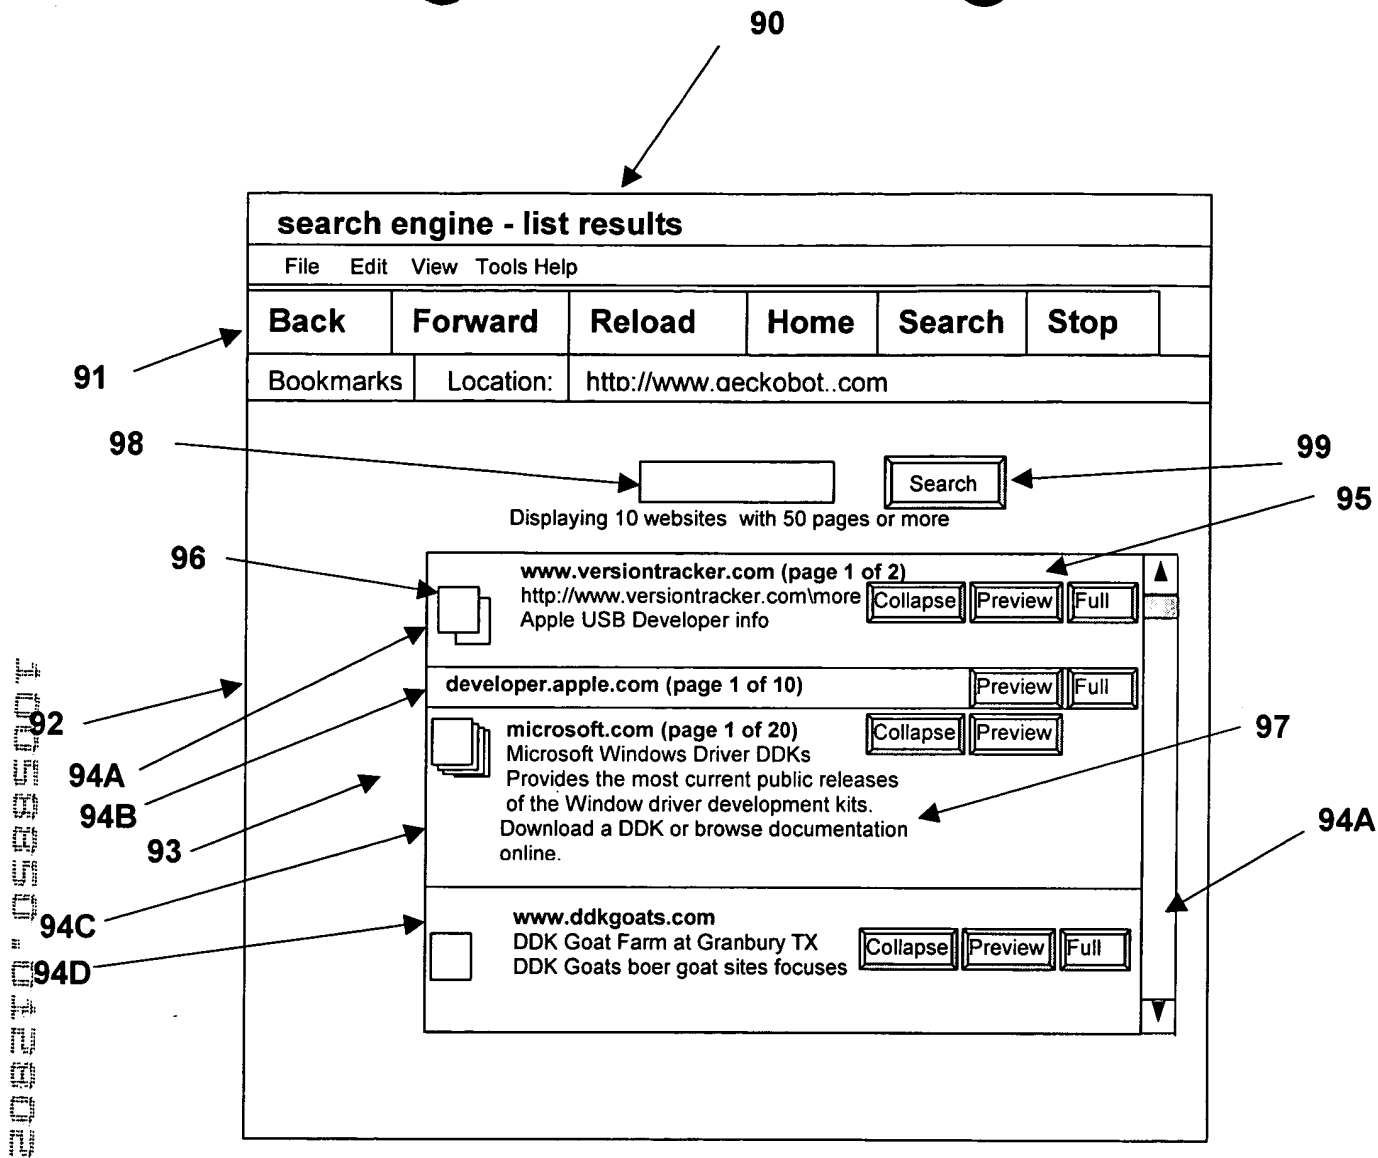 90
search engine - list results
File Edit View Tools Help
Back Forward Reload Home Search Stop
91
Bookmarks Location: http://www.geckobot..com
98
99
Search
95
Displaying 10 websites with 50 pages or more
96
www.versiontracker.com (page 1 of 2)
http://www.versiontracker.com\more Collapse Preview Full
Apple USB Developer info
developer.apple.com (page 1 of 10) Preview Full
92
microsoft.com (page 1 of 20) Collapse Preview
97
Microsoft Windows Driver DDKs
94A
Provides the most current public releases
of the Window driver development kits.
94B
94A
Download a DDK or browse documentation
93
online.
94C
www.ddkgoats.com
DDK Goat Farm at Granbury TX Collapse Preview Full
DDK Goats boer goat sites focuses
94D
10058850.012802